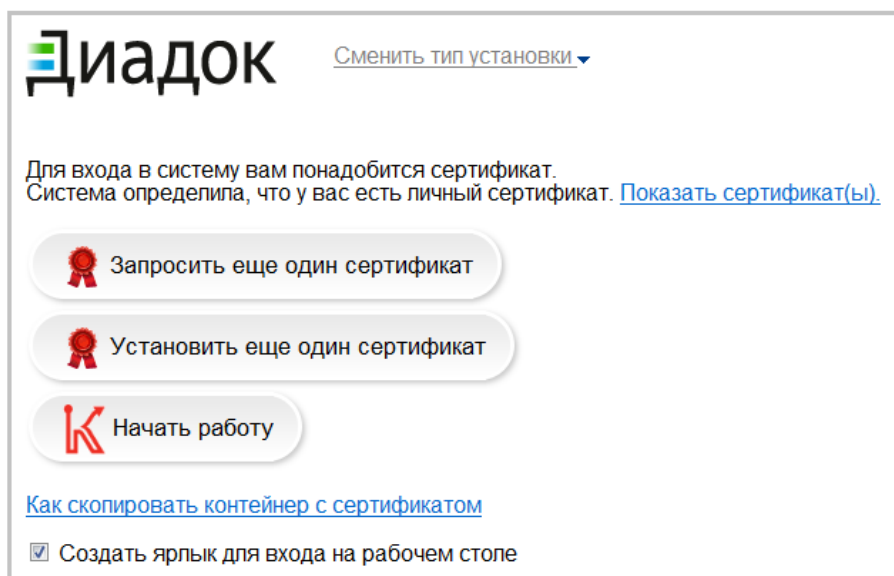 Диадок
Сменить тип установки
Для входа в систему вам понадобится сертификат.
Система определила, что у вас есть личный сертификат. Показать сертификат(ы).
Запросить еще один сертификат
Установить еще один сертификат
Начать работу
Как скопировать контейнер с сертификатом
Создать ярлык для входа на рабочем столе